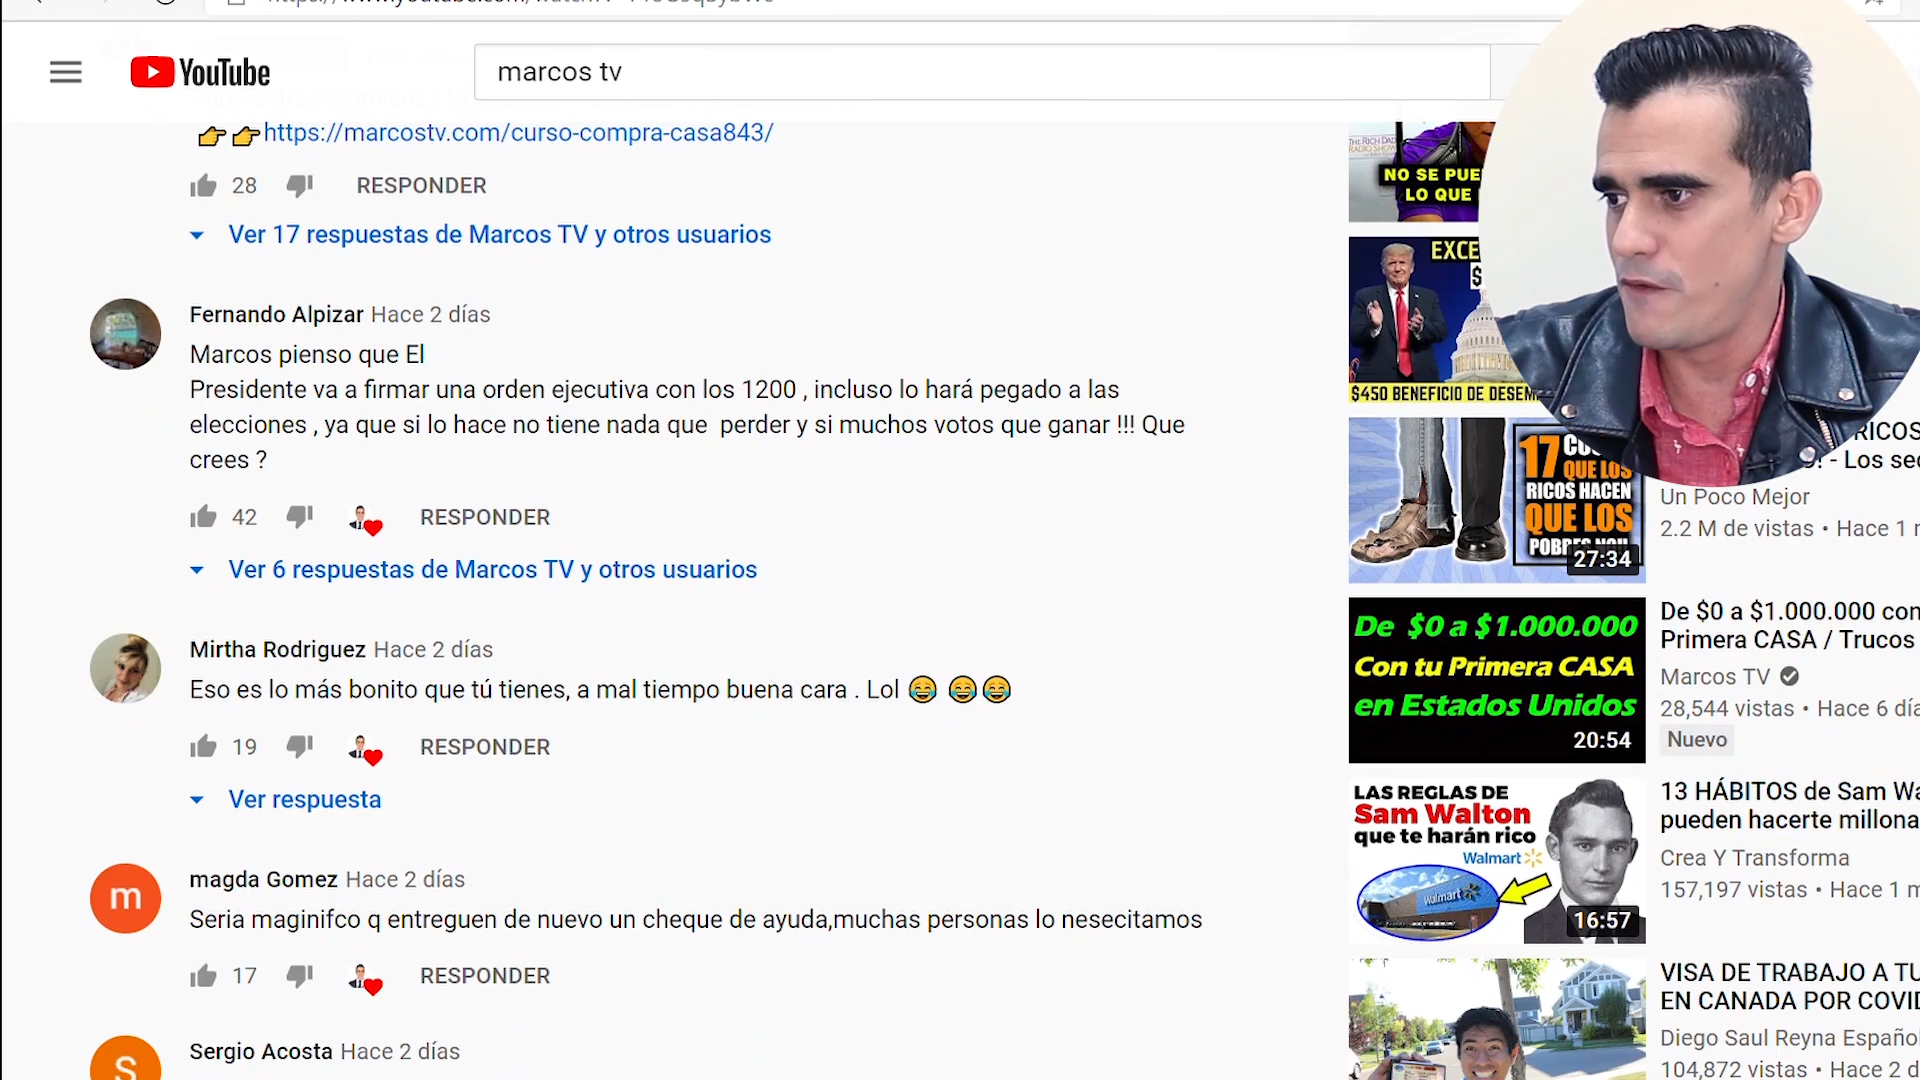 YouTube
marcos tv
https://marcostv.com/curso-compra-casa843/
28 RESPONDER
Ver 17 respuestas de Marcos TV y otros usuarios
Fernando Alpizar Hace 2 días
Marcos pienso que El
Presidente va a firmar una orden ejecutiva con los 1200 , incluso lo hará pegado a las
elecciones , ya que si lo hace no tiene nada que perder y si muchos votos que ganar !!! Que
crees ?
42 RESPONDER
Ver 6 respuestas de Marcos TV y otros usuarios
Mirtha Rodriguez Hace 2 días
Eso es lo más bonito que tú tienes, a mal tiempo buena cara . Lol 😂 😂😂
19 RESPONDER
Ver respuesta
m
magda Gomez Hace 2 días
Seria maginifco q entreguen de nuevo un cheque de ayuda,muchas personas lo nesecitamos
17 RESPONDER
S
Sergio Acosta Hace 2 días
THE RICH DAD
RADIO SHOW
NO SE PUE
LO QUE
EXCE
$
$450 BENEFICIO DE DESEM
17
QUE LOS
RICOS HACEN
QUE LOS
27:34
RICOS
- Los sec
Un Poco Mejor
2.2 M de vistas • Hace 1
De $0 a $1.000.000
Con tu Primera CASA
en Estados Unidos
20:54
De $0 a $1.000.000 con
Primera CASA / Trucos
Marcos TV
28,544 vistas • Hace 6 día
Nuevo
LAS REGLAS DE
Sam Walton
que te harán rico
Walmart
Walmart
16:57
13 HÁBITOS de Sam Wa
pueden hacerte millona
Crea Y Transforma
157,197 vistas • Hace 1
VISA DE TRABAJO A TU
EN CANADA POR COVID
Diego Saul Reyna Español
104,872 vistas • Hace 2 d